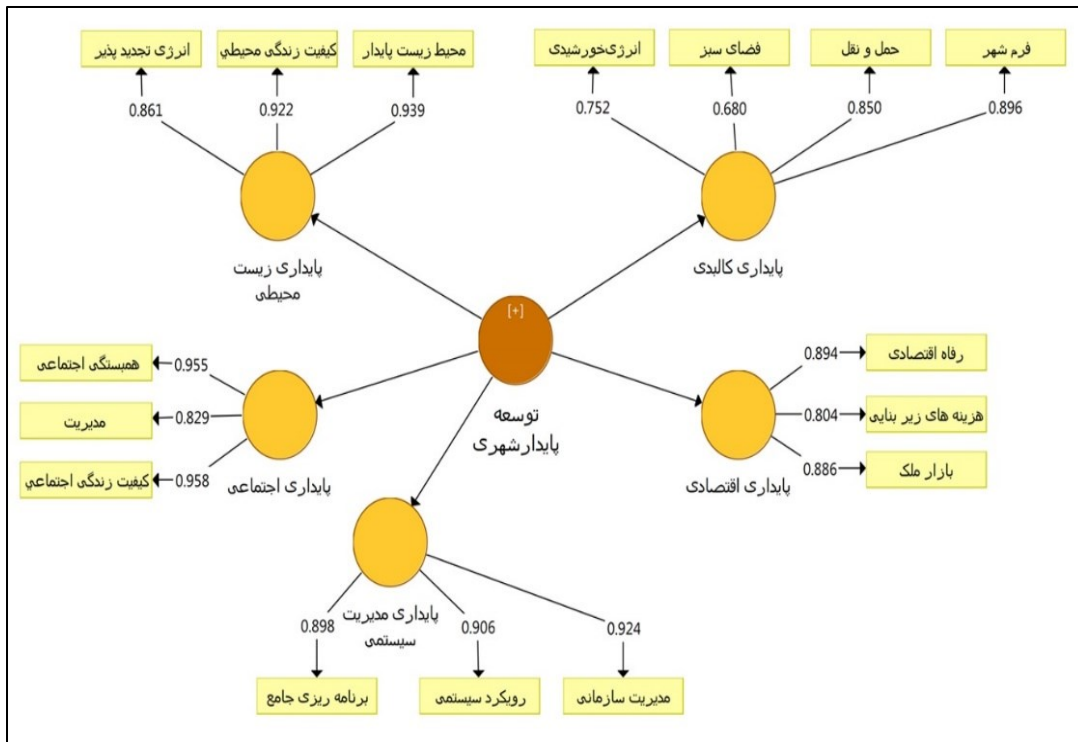 فرم شهر
حمل و نقل
فضای سبز
انرژی‌خورشیدی
محیط زیست پایدار
کیفیت زندگی محیطي
انرژی تجدید پذیر
0.896
0.850
0.680
0.752
0.939
0.922
0.861
پایداری کالبدی
پایداری زیست
محیطی
[+]
توسعه
پایدارشهری
رفاه اقتصادی
0.894
هزینه های زیر بنایی
0.804
بازار ملک
0.886
پایداری اقتصادی
همبستگی اجتماعی
0.955
مدیریت
0.829
کیفیت زندگی اجتماعي
0.958
پایداری اجتماعی
پایداری مدیریت
سیستمی
0.924
0.906
0.898
مدیریت سازمانی
رویکرد سیستمی
برنامه ریزی جامع